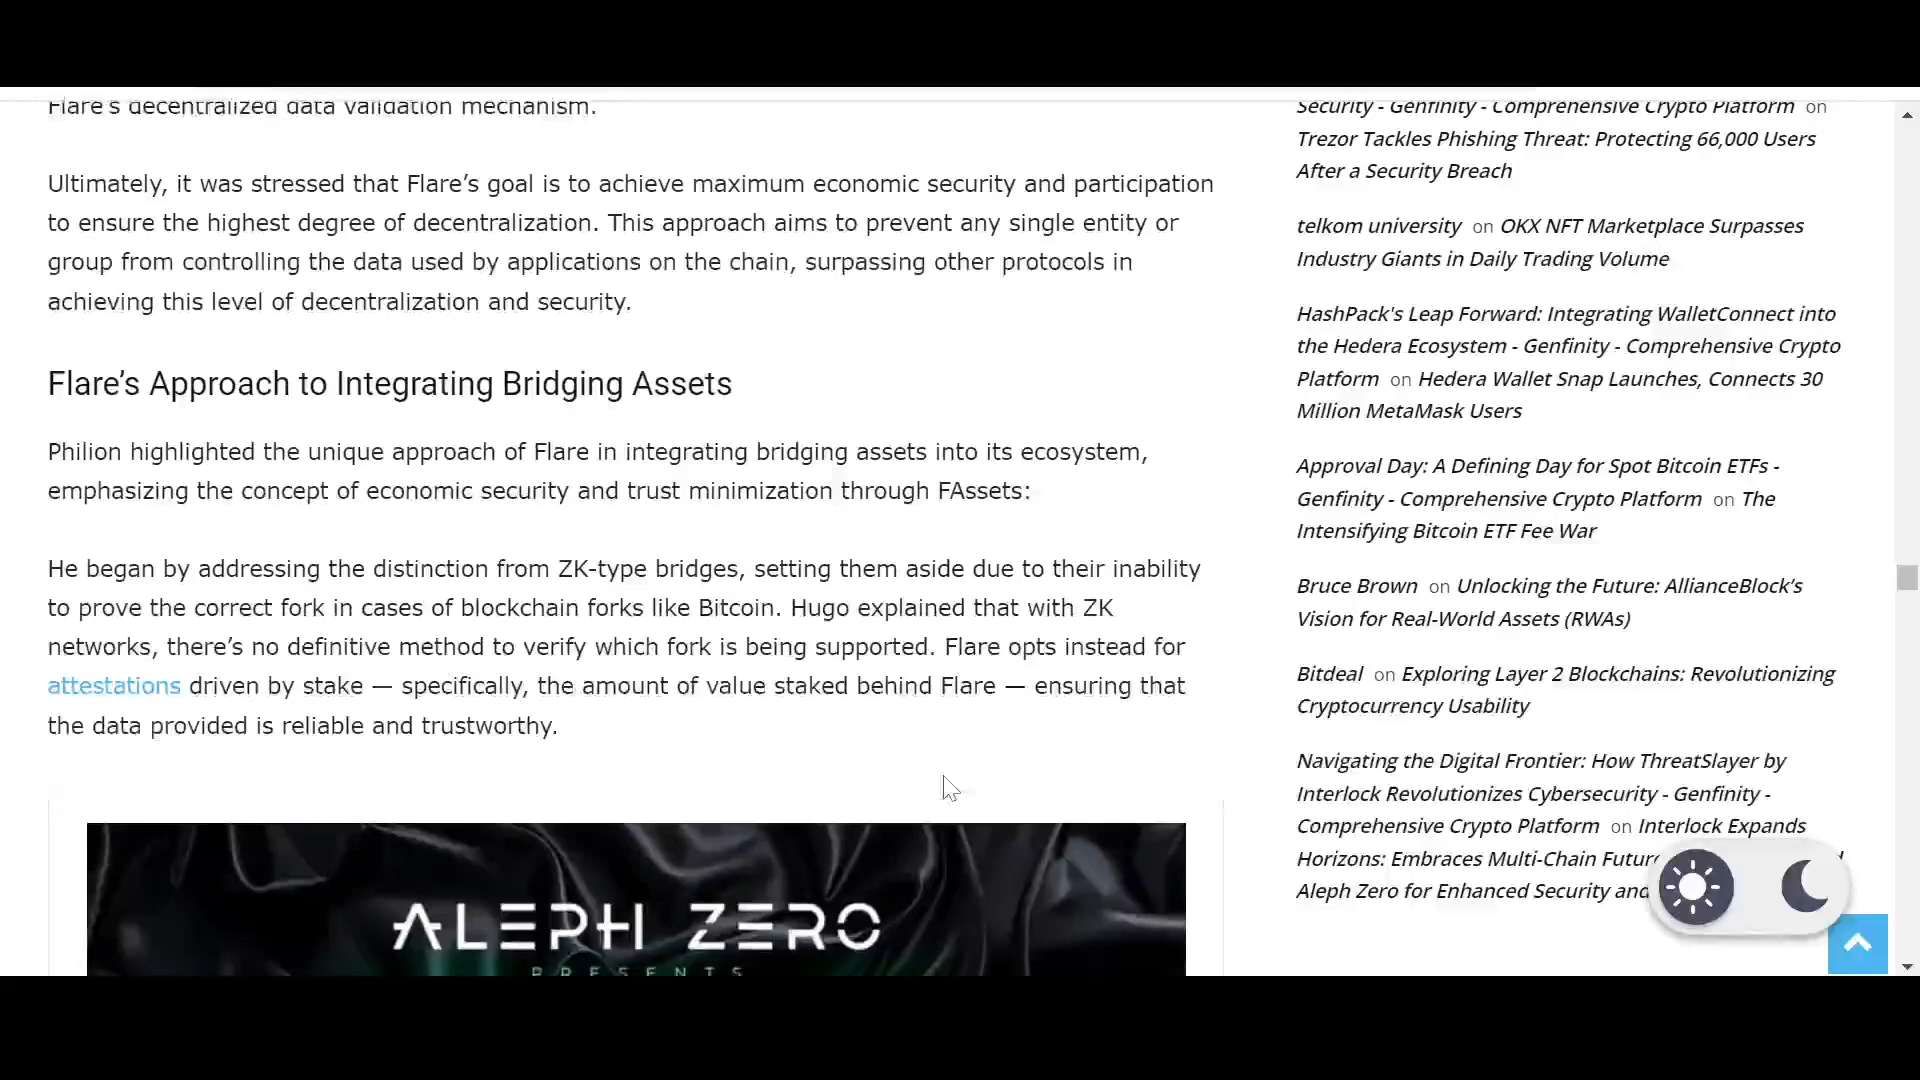 Flare’s decentralized data validation mechanism.
Ultimately, it was stressed that Flare’s goal is to achieve maximum economic security and participation
to ensure the highest degree of decentralization. This approach aims to prevent any single entity or
group from controlling the data used by applications on the chain, surpassing other protocols in
achieving this level of decentralization and security.
Flare’s Approach to Integrating Bridging Assets
Philion highlighted the unique approach of Flare in integrating bridging assets into its ecosystem,
emphasizing the concept of economic security and trust minimization through FAssets:
He began by addressing the distinction from ZK-type bridges, setting them aside due to their inability
to prove the correct fork in cases of blockchain forks like Bitcoin. Hugo explained that with ZK
networks, there’s no definitive method to verify which fork is being supported. Flare opts instead for
attestations driven by stake — specifically, the amount of value staked behind Flare — ensuring that
the data provided is reliable and trustworthy.
ALEPH ZERO
PRESENTS
Security - Genfinity - Comprehensive Crypto Platform on
Trezor Tackles Phishing Threat: Protecting 66,000 Users
After a Security Breach
telkom university on OKX NFT Marketplace Surpasses
Industry Giants in Daily Trading Volume
HashPack's Leap Forward: Integrating WalletConnect into
the Hedera Ecosystem - Genfinity - Comprehensive Crypto
Platform on Hedera Wallet Snap Launches, Connects 30
Million MetaMask Users
Approval Day: A Defining Day for Spot Bitcoin ETFs -
Genfinity - Comprehensive Crypto Platform on The
Intensifying Bitcoin ETF Fee War
Bruce Brown on Unlocking the Future: AllianceBlock’s
Vision for Real-World Assets (RWAs)
Bitdeal on Exploring Layer 2 Blockchains: Revolutionizing
Cryptocurrency Usability
Navigating the Digital Frontier: How ThreatSlayer by
Interlock Revolutionizes Cybersecurity - Genfinity -
Comprehensive Crypto Platform on Interlock Expands
Horizons: Embraces Multi-Chain
Aleph Zero for Enhanced Security and